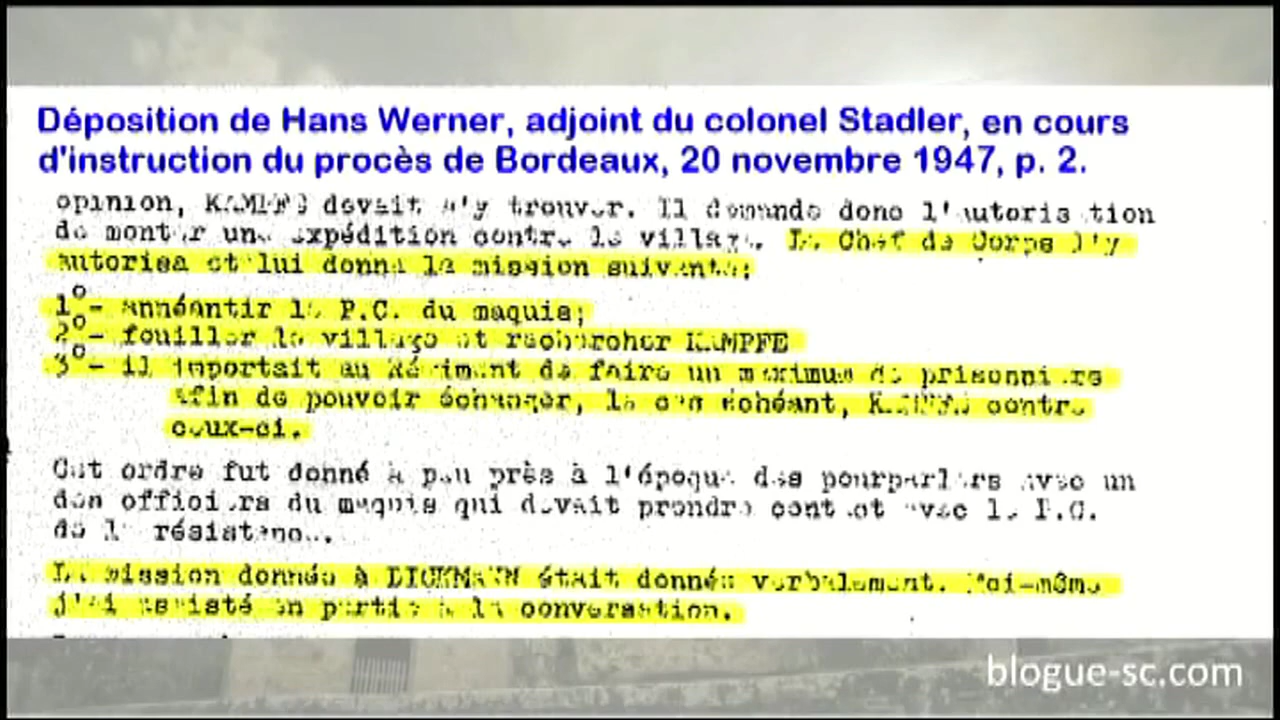 Déposition de Hans Werner, adjoint du colonel Stadler, en cours
d'instruction du procès de Bordeaux, 20 novembre 1947, p. 2.
opinion, KAMPFE devait s'y trouver. Il demanda donc l'autorisation
de monter une expédition contre le village. Le Chef de Corps l'y
autorisa et lui donna la mission suivante;
1°- annéantir le P.C. du maquis;
2°- fouiller le village et rechercher KAMPFE
3°- il importait au Régiment de faire un maximum de prisonniers
afin de pouvoir échanger, le cas échéant, KAMPFE contre
ceux-ci.
Cet ordre fut donné à peu près à l'époque des pourparlers avec un
des officiers du maquis qui devait prendre contact avec le P.C.
de la résistance.
La mission donnée à DICKMANN était donnée verbalement. Moi-même
j'ai assisté en partie à la conversation.
blogue-sc.com